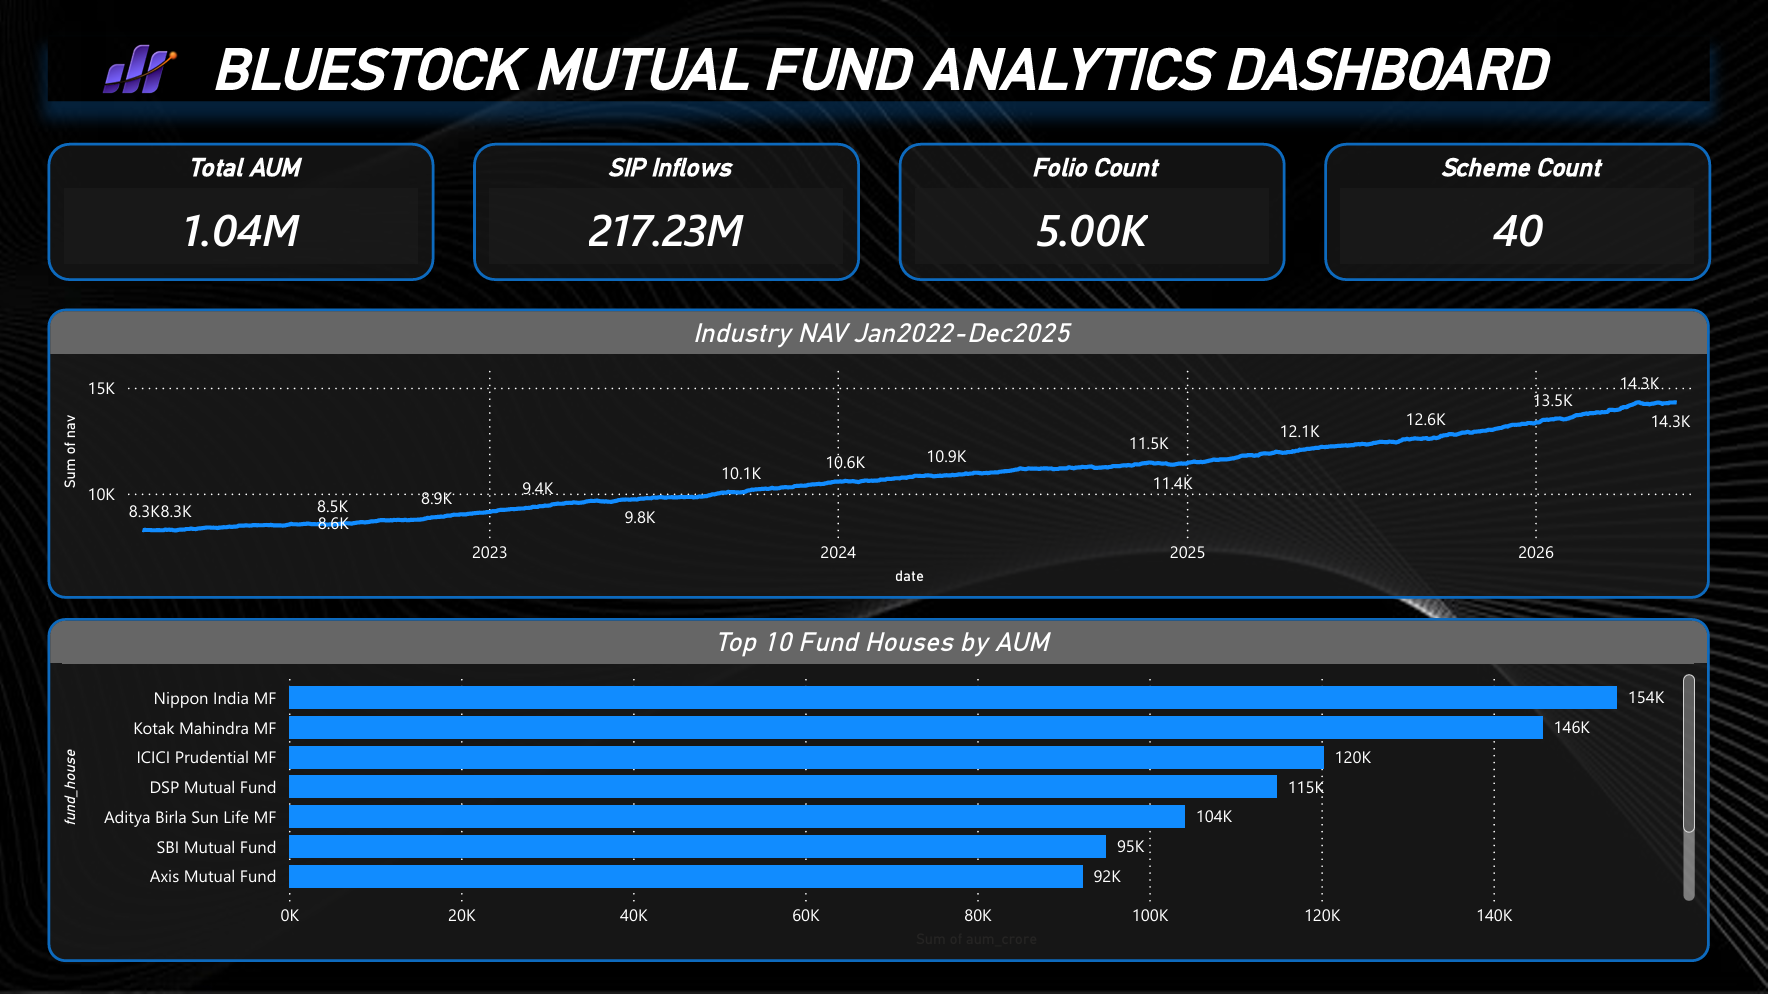 BLUESTOCK MUTUAL FUND ANALYTICS DASHBOARD
Total AUM
1.04M
SIP Inflows
217.23M
Folio Count
5.00K
Scheme Count
40
Industry NAV Jan2022-Dec2025
Sum of nav
15K
10K
8.3K
8.3K
8.5K
8.6K
8.9K
9.4K
9.8K
10.1K
10.6K
10.9K
11.5K
11.4K
12.1K
12.6K
13.5K
14.3K
14.3K
2023
2024
2025
2026
date
Top 10 Fund Houses by AUM
fund_house
Nippon India MF 154K
Kotak Mahindra MF 146K
ICICI Prudential MF 120K
DSP Mutual Fund 115K
Aditya Birla Sun Life MF 104K
SBI Mutual Fund 95K
Axis Mutual Fund 92K
0K 20K 40K 60K 80K 100K 120K 140K
Sum of aum_crore